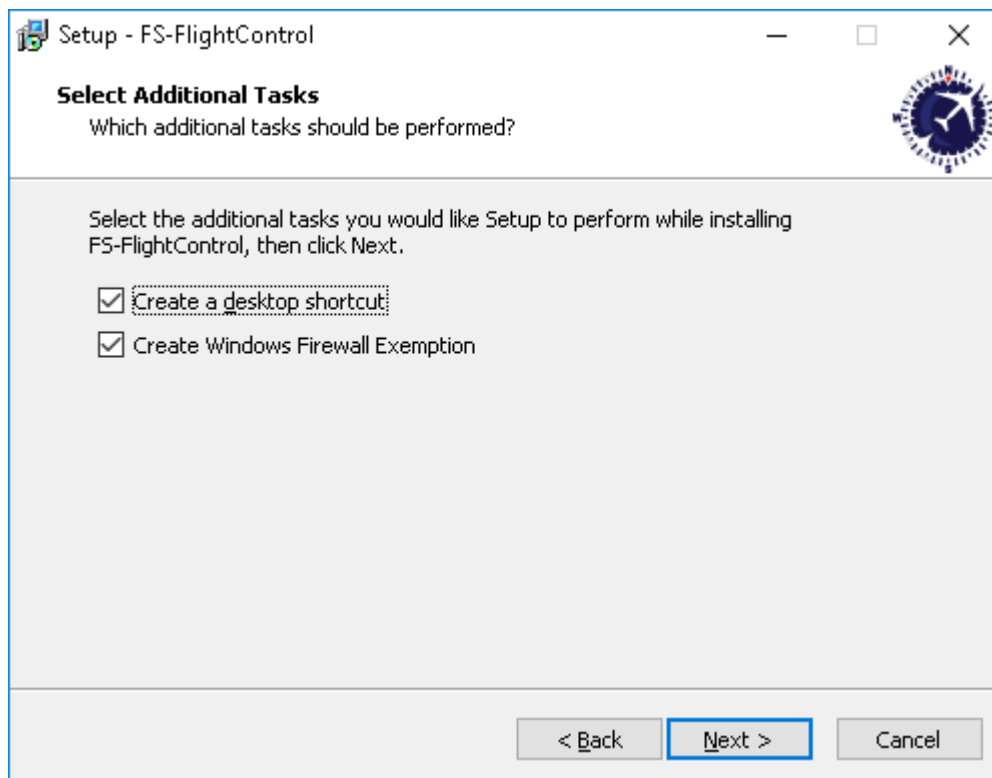 Setup - FS-FlightControl
Select Additional Tasks
Which additional tasks should be performed?
Select the additional tasks you would like Setup to perform while installing
FS-FlightControl, then click Next.
Create a desktop shortcut
Create Windows Firewall Exemption
< Back
Next >
Cancel